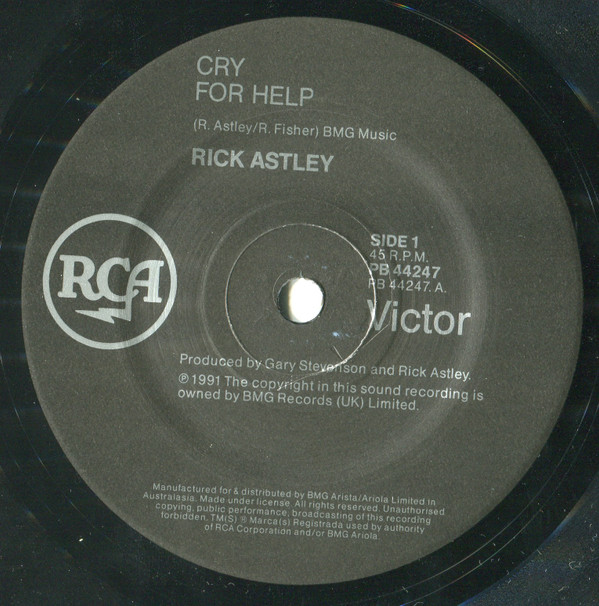 CRY
FOR HELP
(R. Astley/R. Fisher) BMG Music
RICK ASTLEY
RCA
SIDE 1
45 R.P.M.
PB 44247
PB 44247. A.
Victor
Produced by Gary Stevenson and Rick Astley.
℗ 1991 The copyright in this sound recording is
owned by BMG Records (UK) Limited.
Manufactured for & distributed by BMG Arista/Ariola Limited in
Australasia. Made under license. All rights reserved. Unauthorised
copying, public performance, broadcasting of this recording
forbidden. TM(S) ® Marca(s) Registrada used by authority
of RCA Corporation and/or BMG Ariola